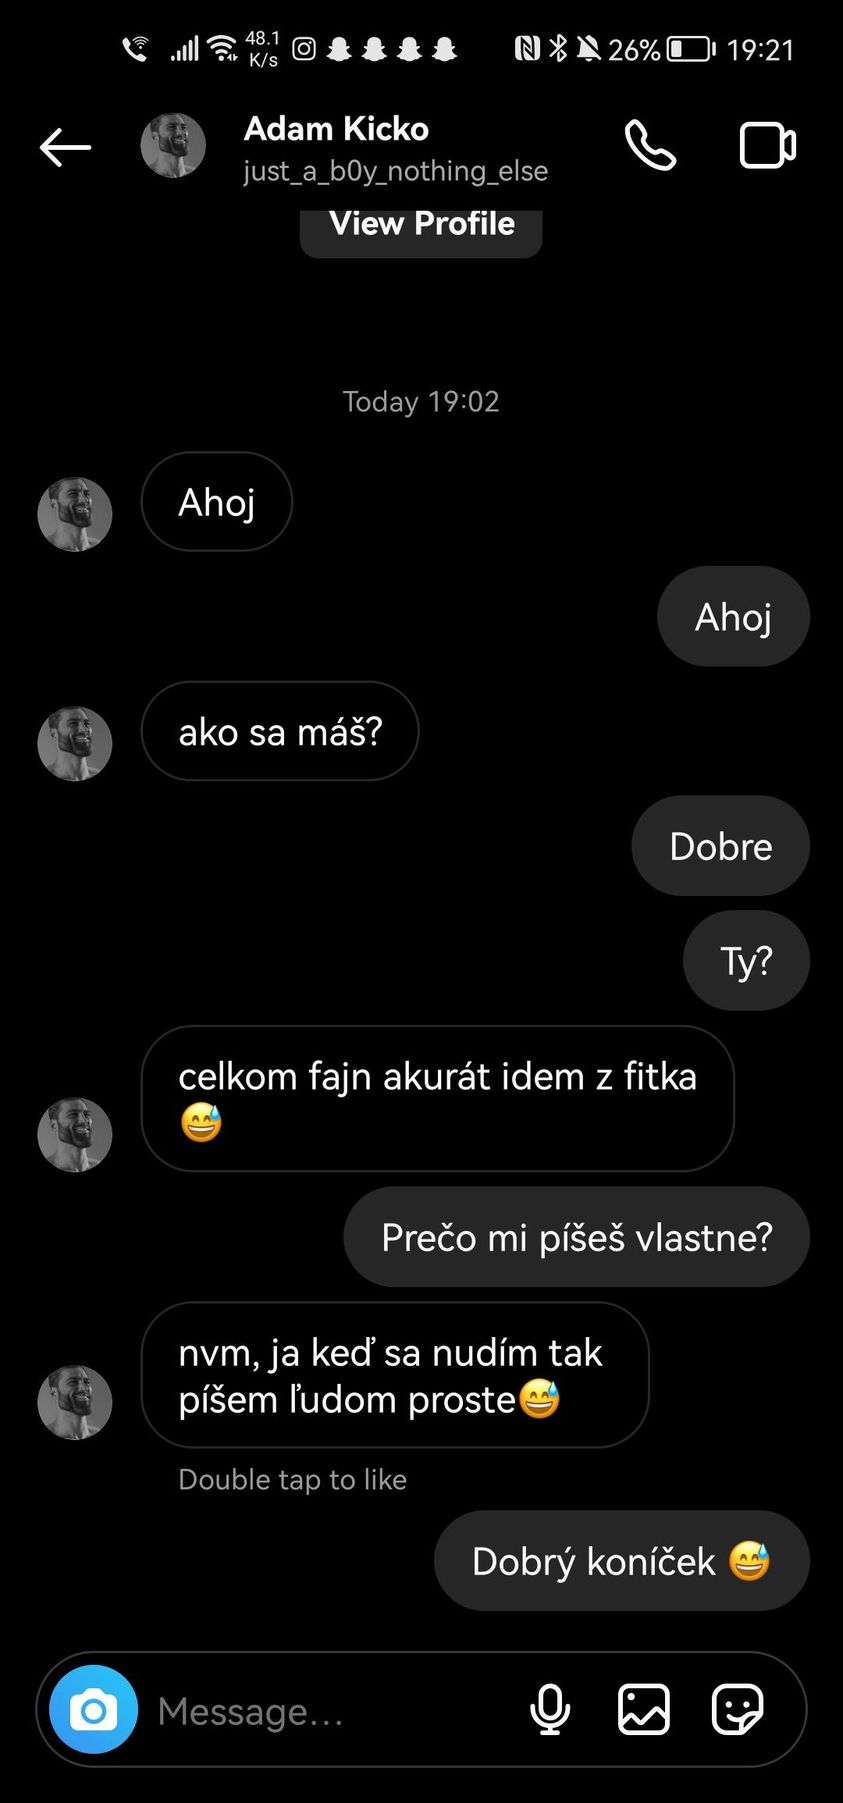 48.1
K/s
26%
19:21
Adam Kicko
just_a_b0y_nothing_else
View Profile
Today 19:02
Ahoj
Ahoj
ako sa máš?
Dobre
Ty?
celkom fajn akurát idem z fitka
😅
Prečo mi píšeš vlastne?
nvm, ja keď sa nudím tak
píšem ľudom proste😅
Double tap to like
Dobrý koníček 😅
Message...